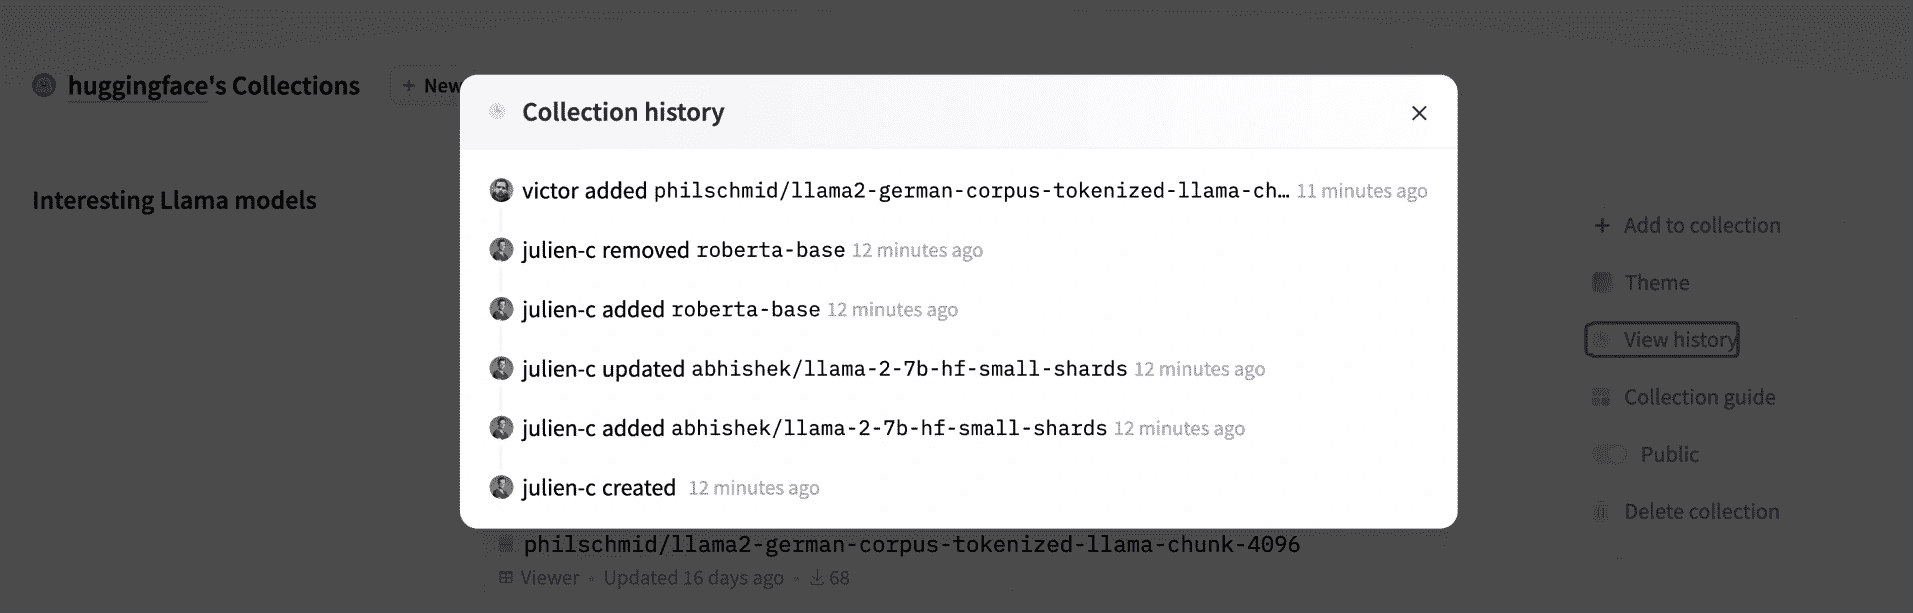 huggingface's Collections
+ New
Collection history
victor added philschmid/llama2-german-corpus-tokenized-llama-ch… 11 minutes ago
Interesting Llama models
+ Add to collection
julien-c removed roberta-base 12 minutes ago
Theme
julien-c added roberta-base 12 minutes ago
View history
julien-c updated abhishek/llama-2-7b-hf-small-shards 12 minutes ago
Collection guide
julien-c added abhishek/llama-2-7b-hf-small-shards 12 minutes ago
Public
julien-c created 12 minutes ago
Delete collection
philschmid/llama2-german-corpus-tokenized-llama-chunk-4096
Viewer • Updated 16 days ago • 68